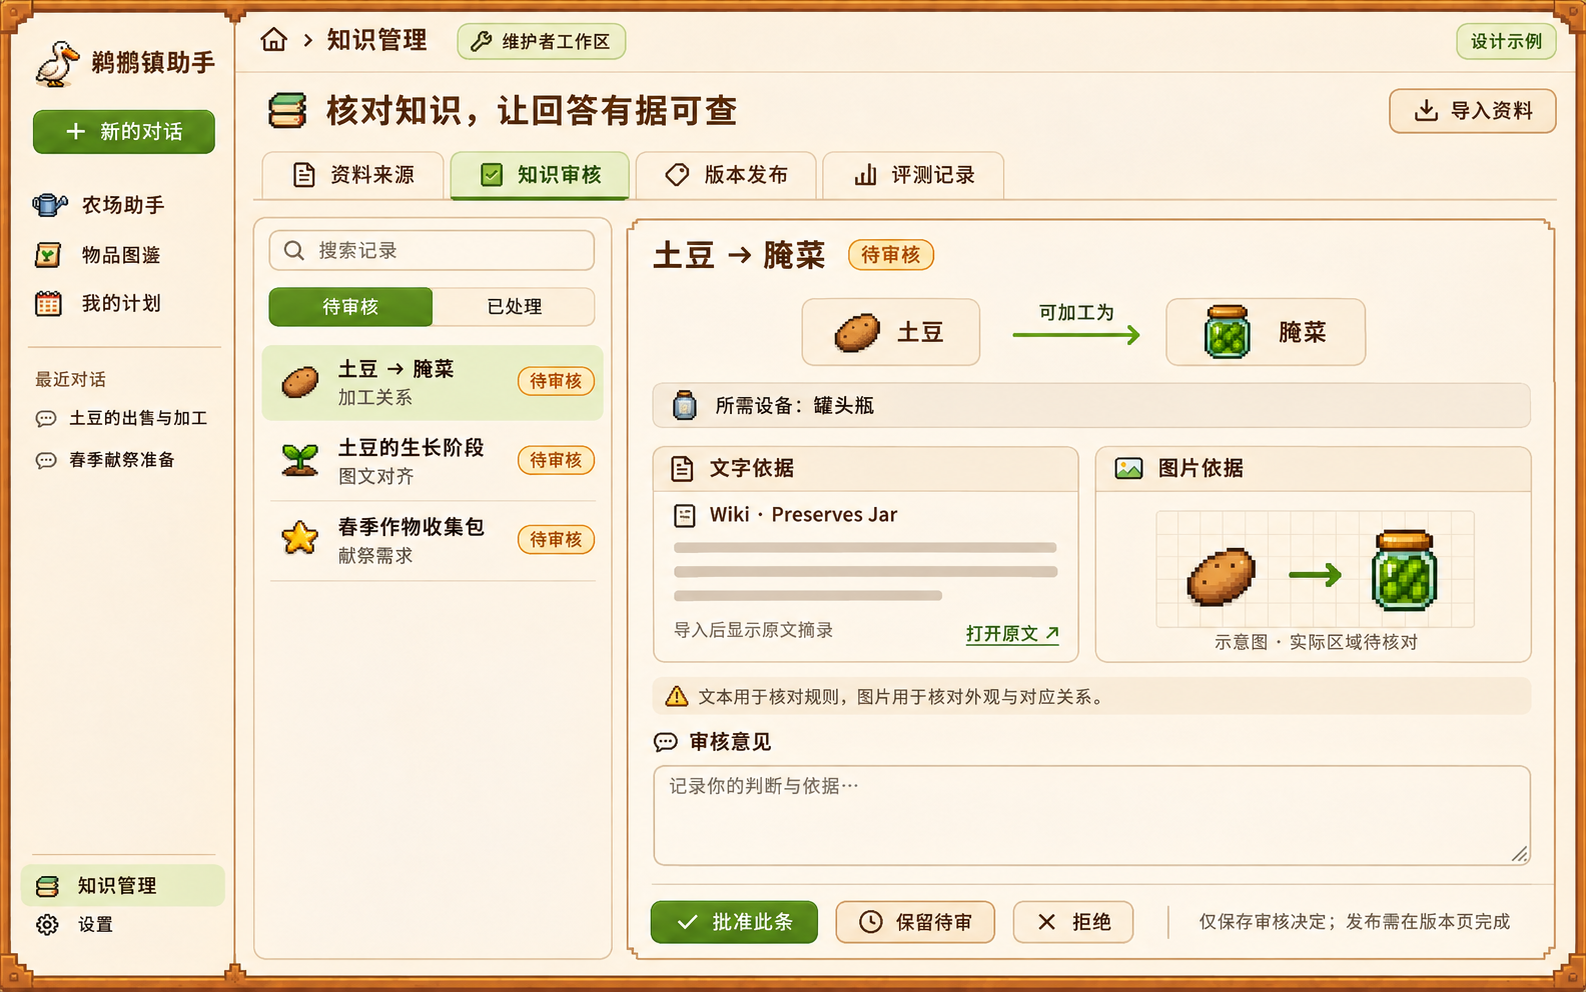 鹈鹕镇助手
新的对话
农场助手
物品图鉴
我的计划
最近对话
土豆的出售与加工
春季献祭准备
知识管理
设置
知识管理
维护者工作区
设计示例
核对知识，让回答有据可查
导入资料
资料来源
知识审核
版本发布
评测记录
搜索记录
待审核
已处理
土豆 → 腌菜
加工关系
待审核
土豆的生长阶段
图文对齐
待审核
春季作物收集包
献祭需求
待审核
土豆 → 腌菜
待审核
土豆
可加工为
腌菜
所需设备：罐头瓶
文字依据
Wiki · Preserves Jar
导入后显示原文摘录
打开原文 ↗
图片依据
示意图 · 实际区域待核对
文本用于核对规则，图片用于核对外观与对应关系。
审核意见
记录你的判断与依据…
批准此条
保留待审
拒绝
仅保存审核决定；发布需在版本页完成